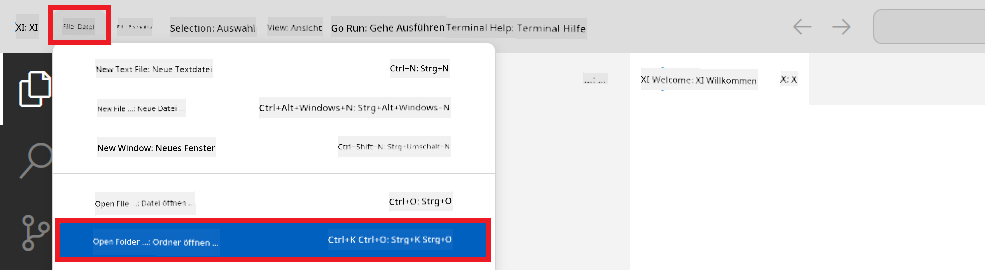 XI: XI File: Datei Selection: Auswahl View: Ansicht Go Run: Gehe Ausführen Terminal Help: Terminal Hilfe
New Text File: Neue Textdatei Ctrl+N: Strg+N
...: ... XI Welcome: XI Willkommen X: X
New File ...: Neue Datei ... Ctrl+Alt+Windows+N: Strg+Alt+Windows+N
New Window: Neues Fenster Ctrl+Shift+N: Strg+Umschalt+N
Open File ...: Datei öffnen ... Ctrl+O: Strg+O
Open Folder ...: Ordner öffnen ... Ctrl+K Ctrl+O: Strg+K Strg+O